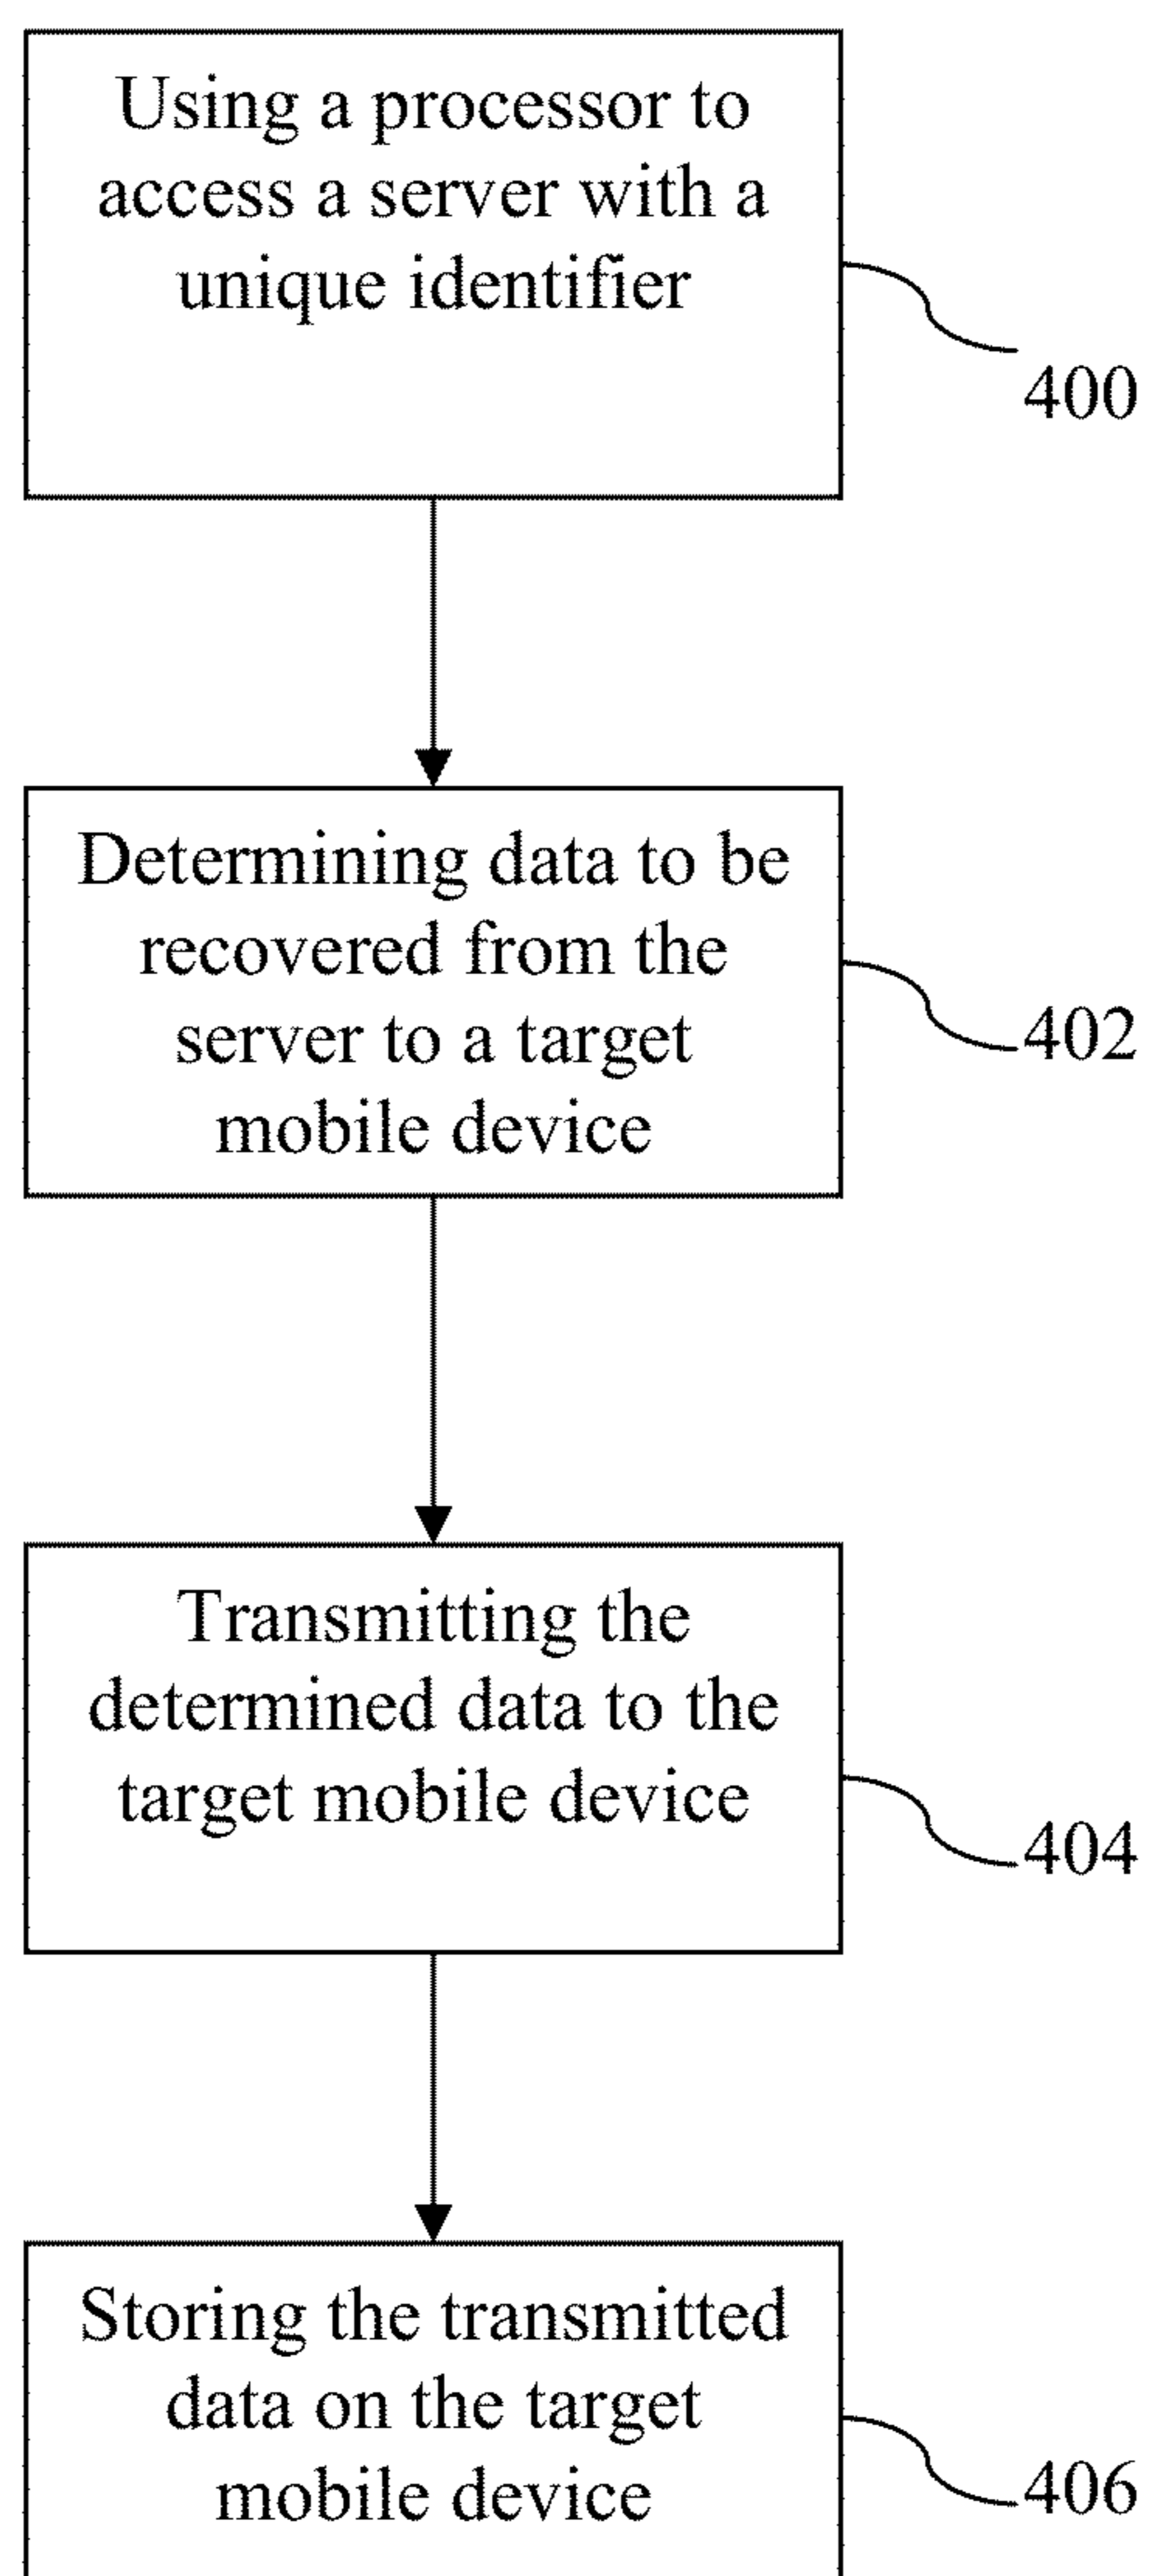 Using a processor to
access a server with a
unique identifier
400
Determining data to be
recovered from the
server to a target
mobile device
402
Transmitting the
determined data to the
target mobile device
404
Storing the transmitted
data on the target
mobile device
406